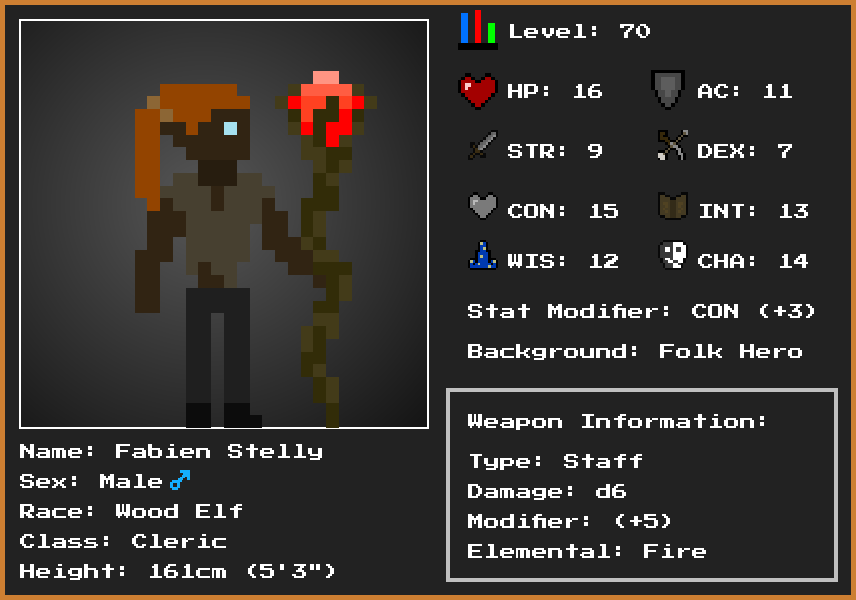 Level: 70
HP: 16
AC: 11
STR: 9
DEX: 7
CON: 15
INT: 13
WIS: 12
CHA: 14
Stat Modifier: CON (+3)
Background: Folk Hero
Weapon Information:
Type: Staff
Damage: d6
Modifier: (+5)
Elemental: Fire
Name: Fabien Stelly
Sex: Male♂
Race: Wood Elf
Class: Cleric
Height: 161cm (5'3")